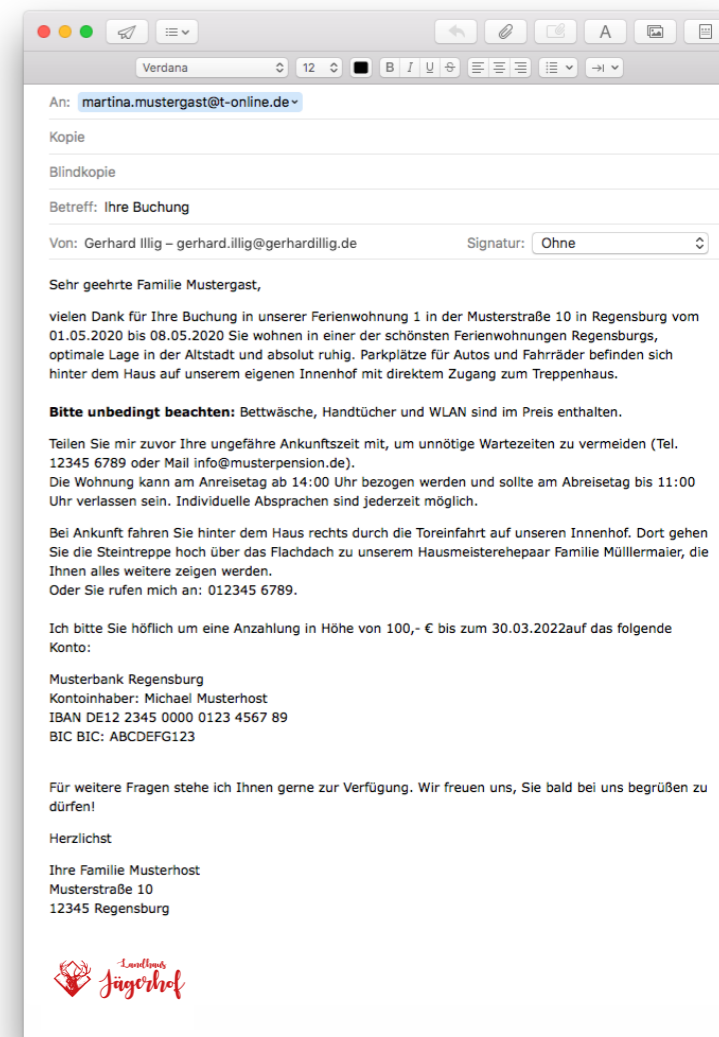 Verdana
12
B I U S
A
An: martina.mustergast@t-online.de
Kopie
Blindkopie
Betreff: Ihre Buchung
Von: Gerhard Illig – gerhard.illig@gerhardillig.de Signatur: Ohne
Sehr geehrte Familie Mustergast,
vielen Dank für Ihre Buchung in unserer Ferienwohnung 1 in der Musterstraße 10 in Regensburg vom
01.05.2020 bis 08.05.2020 Sie wohnen in einer der schönsten Ferienwohnungen Regensburgs,
optimale Lage in der Altstadt und absolut ruhig. Parkplätze für Autos und Fahrräder befinden sich
hinter dem Haus auf unserem eigenen Innenhof mit direktem Zugang zum Treppenhaus.
Bitte unbedingt beachten: Bettwäsche, Handtücher und WLAN sind im Preis enthalten.
Teilen Sie mir zuvor Ihre ungefähre Ankunftszeit mit, um unnötige Wartezeiten zu vermeiden (Tel.
12345 6789 oder Mail info@musterpension.de).
Die Wohnung kann am Anreisetag ab 14:00 Uhr bezogen werden und sollte am Abreisetag bis 11:00
Uhr verlassen sein. Individuelle Absprachen sind jederzeit möglich.
Bei Ankunft fahren Sie hinter dem Haus rechts durch die Toreinfahrt auf unseren Innenhof. Dort gehen
Sie die Steintreppe hoch über das Flachdach zu unserem Hausmeisterehepaar Familie Mülllermaier, die
Ihnen alles weitere zeigen werden.
Oder Sie rufen mich an: 012345 6789.
Ich bitte Sie höflich um eine Anzahlung in Höhe von 100,- € bis zum 30.03.2022auf das folgende
Konto:
Musterbank Regensburg
Kontoinhaber: Michael Musterhost
IBAN DE12 2345 0000 0123 4567 89
BIC BIC: ABCDEFG123
Für weitere Fragen stehe ich Ihnen gerne zur Verfügung. Wir freuen uns, Sie bald bei uns begrüßen zu
dürfen!
Herzlichst
Ihre Familie Musterhost
Musterstraße 10
12345 Regensburg
Landhaus
Jägerhof